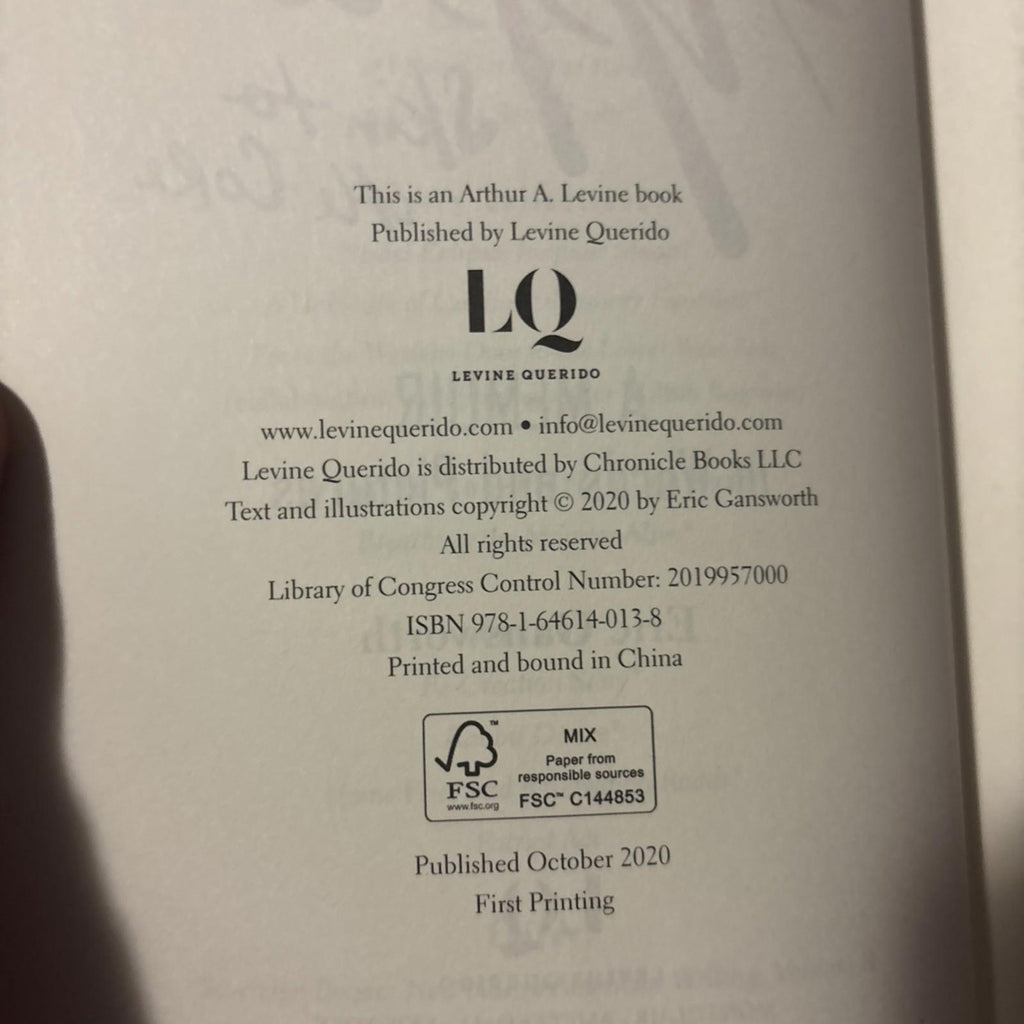 This is an Arthur A. Levine book
Published by Levine Querido
LQ
LEVINE QUERIDO
www.levinequerido.com • info@levinequerido.com
Levine Querido is distributed by Chronicle Books LLC
Text and illustrations copyright © 2020 by Eric Gansworth
All rights reserved
Library of Congress Control Number: 2019957000
ISBN 978-1-64614-013-8
Printed and bound in China
FSC™
www.fsc.org
MIX
Paper from
responsible sources
FSC™ C144853
Published October 2020
First Printing